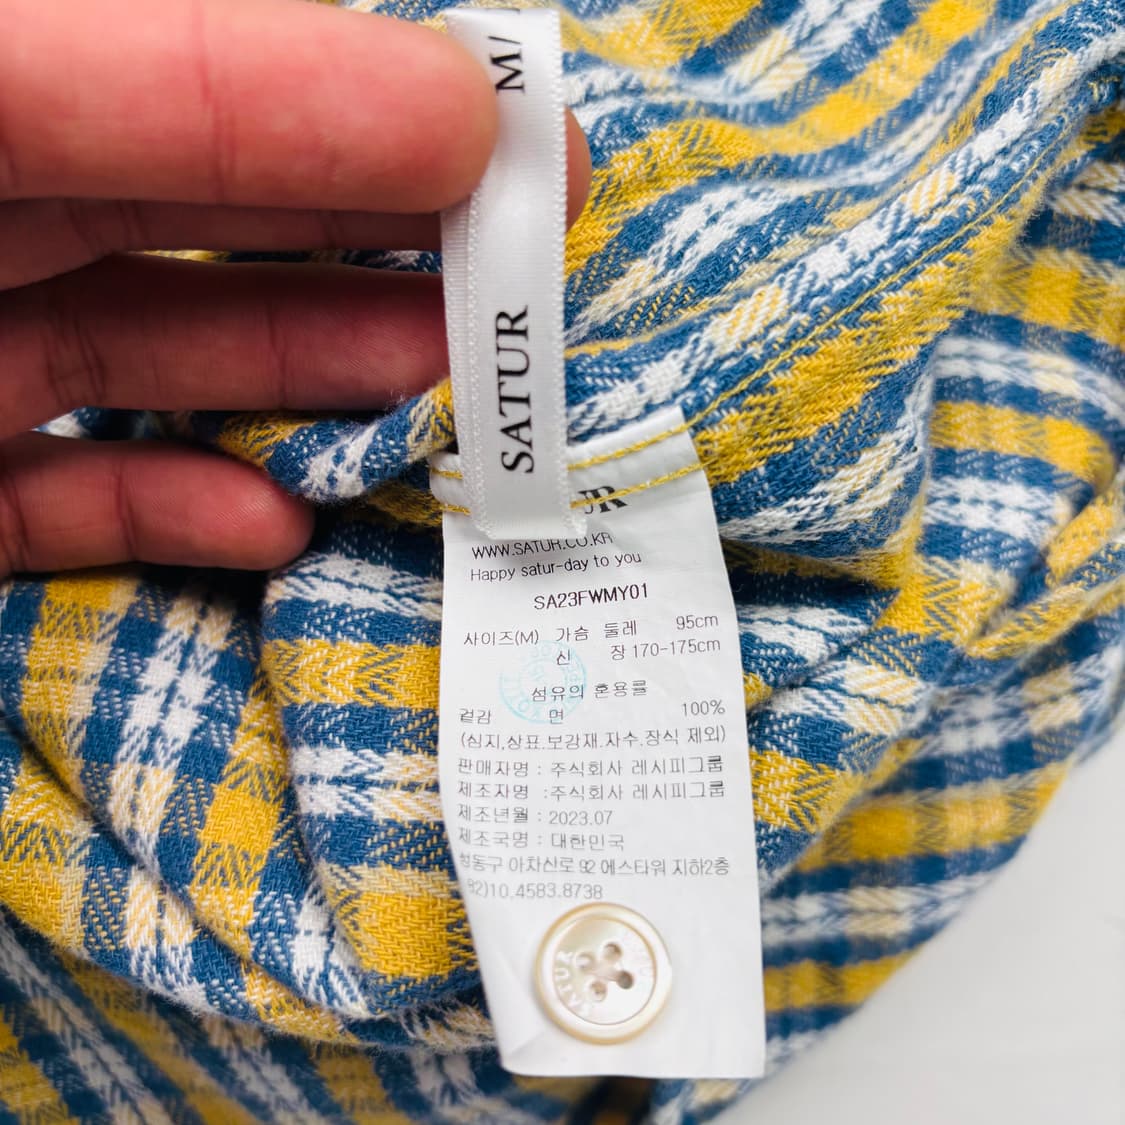 M/
SATUR
UR
WWW.SATUR.CO.KR
Happy satur-day to you
SA23FWMY01
사이즈(M) 가슴 둘레 95cm
신 장 170-175cm
섬유의 혼용률
겉감 면 100%
(심지,상표.보강재.자수.장식 제외)
판매자명 : 주식회사 레시피그룹
제조자명 : 주식회사 레시피그룹
제조년월 : 2023.07
제조국명 : 대한민국
성동구 아차산로 92 에스타워 지하2층
82)10.4583.8738
SATUR